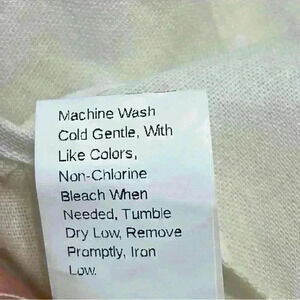 Machine Wash
Cold Gentle, With
Like Colors,
Non-Chlorine
Bleach When
Needed, Tumble
Dry Low, Remove
Promptly, Iron
Low.